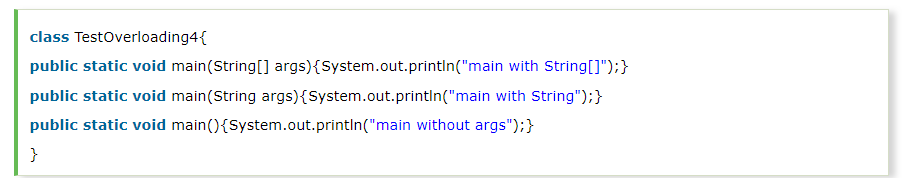 class TestOverloading4{
public static void main(String[] args){System.out.println("main with String[]");}
public static void main(String args){System.out.println("main with String");}
public static void main(){System.out.println("main without args");}
}